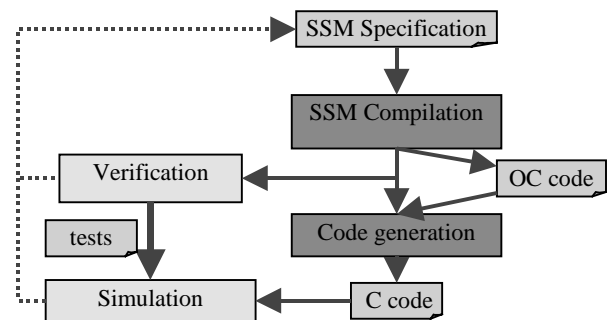 SSM Specification
SSM Compilation
Verification
OC code
tests
Code generation
Simulation
C code